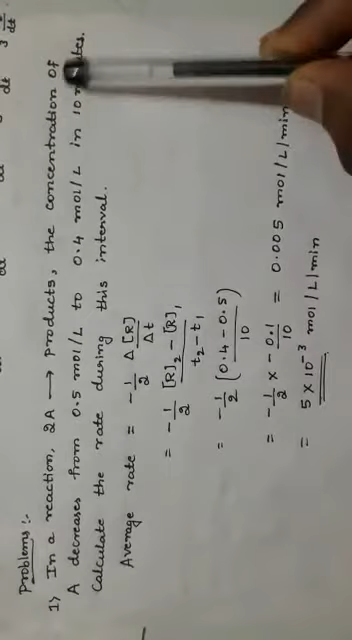 Problems :-
1) In a reaction, 2A → Products, the concentration of
A decreases from 0.5 mol/L to 0.4 mol/L in 10
Calculate the rate during this interval.
Average rate = -1/2 Δ[R]/Δt
= -1/2 [R]₂ - [R]₁ / t₂ - t₁
= -1/2 (0.4 - 0.5 / 10)
= -1/2 × -0.1/10 = 0.005 mol/L/min
= 5 × 10⁻³ mol/L/min